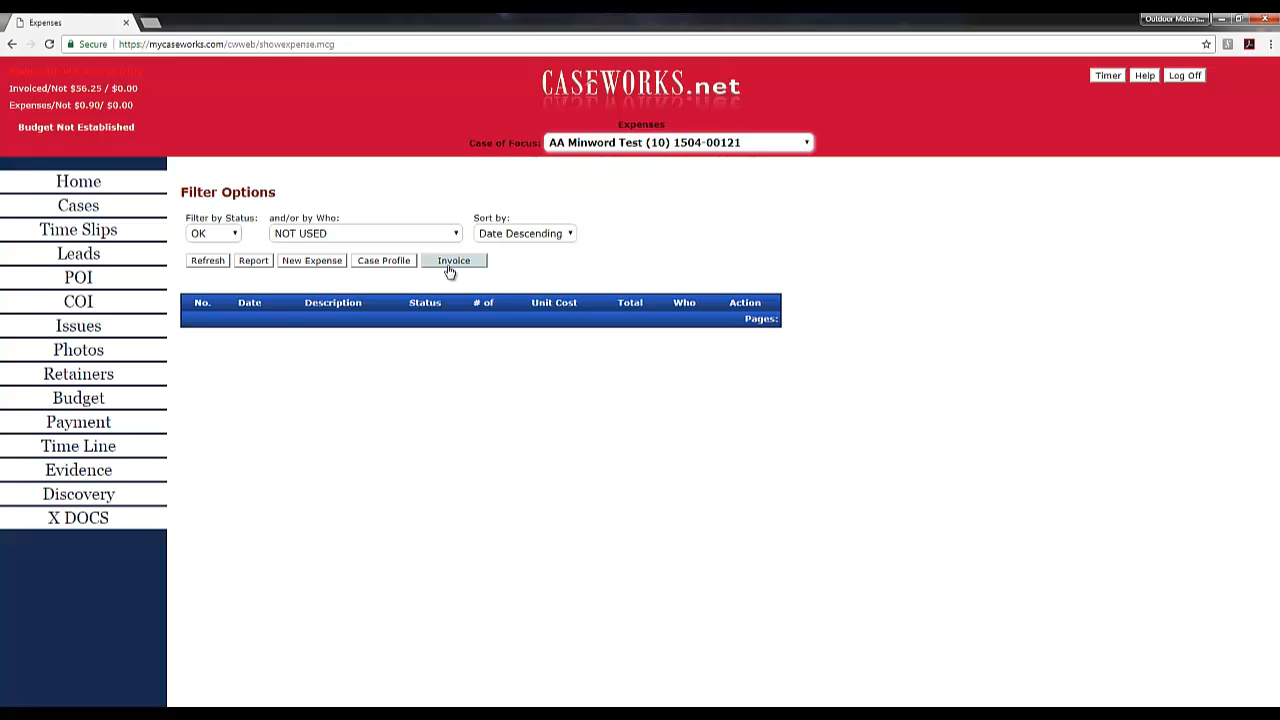 Expenses
Outdoor Motors...
Secure
https://mycaseworks.com/cwweb/showexpense.mcg
Invoiced/Not $56.25 / $0.00
Expenses/Not $0.90/ $0.00
Budget Not Established
CASEWORKS.net
Expenses
Case of Focus: AA Minword Test (10) 1504-00121
Timer Help Log Off
Home
Cases
Time Slips
Leads
POI
COI
Issues
Photos
Retainers
Budget
Payment
Time Line
Evidence
Discovery
X DOCS
Filter Options
Filter by Status: and/or by Who: Sort by:
OK NOT USED Date Descending
Refresh Report New Expense Case Profile Invoice
No. Date Description Status # of Unit Cost Total Who Action
Pages: